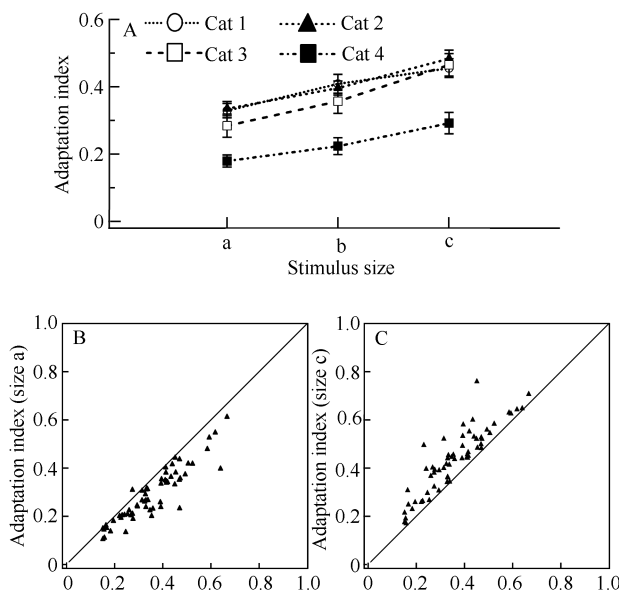 A
Cat 1 Cat 2
Cat 3 Cat 4
Adaptation index
0.6
0.4
0.2
0
a b c
Stimulus size
B
Adaptation index (size a)
1.0
0.8
0.6
0.4
0.2
0
0 0.2 0.4 0.6 0.8 1.0
C
Adaptation index (size c)
1.0
0.8
0.6
0.4
0.2
0
0 0.2 0.4 0.6 0.8 1.0